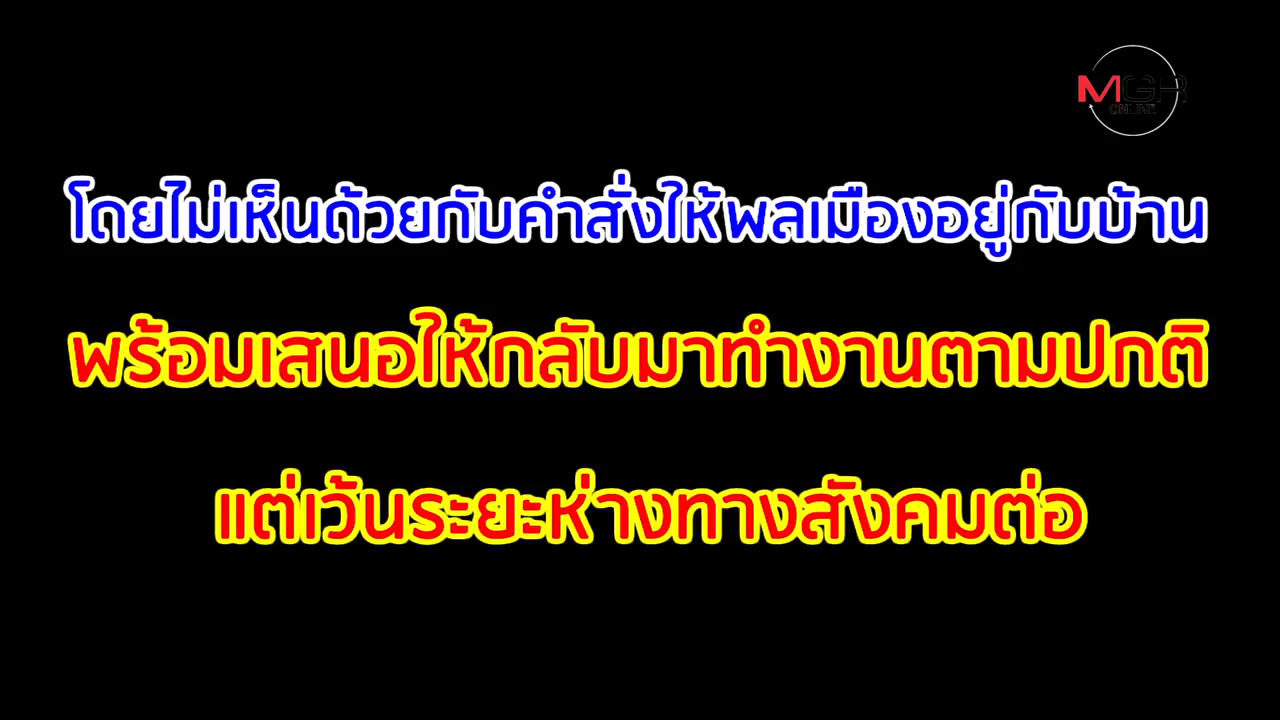 MGR
ONLINE
โดยไม่เห็นด้วยกับคำสั่งให้พลเมืองอยู่กับบ้าน
พร้อมเสนอให้กลับมาทำงานตามปกติ
แต่เว้นระยะห่างทางสังคมต่อ